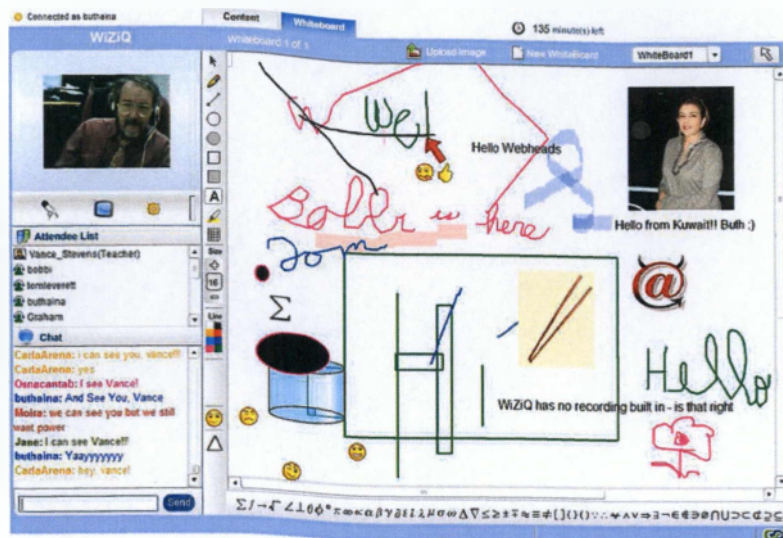 Connected as buthaina
Content
Whiteboard
135 minute(s) left
WiZiQ
Whiteboard 1 of 1
Upload Image
New WhiteBoard
WhiteBoard1
Wel
Hello Webheads
Bobbi is here
Tom
Hello from Kuwait!! Buth :)
Attendee List
Vance_Stevens(Teacher)
bobbi
tomleverett
buthaina
Graham
Chat
CarlaArena: i can see you, vance!!!
CarlaArena: yes
Osnacantab: I see Vance!
buthaina: And See You, Vance
Moira: we can see you but we still
want power
Jane: I can see Vance!!!
buthaina: Yaayyyyyyy
CarlaArena: hey, vance!
Send
A
Size
16
Line
Σ
@
H
Hello
WiZiQ has no recording built in - is that right